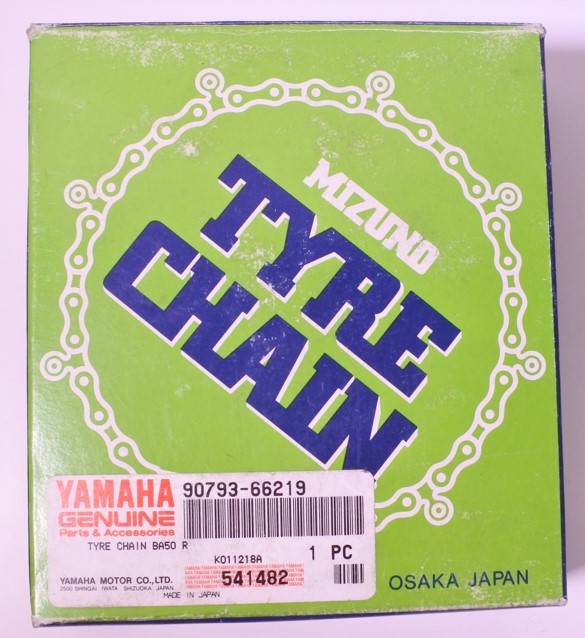 MIZUNO
TYRE
CHAIN
YAMAHA 90793-66219
GENUINE
Parts & Accessories
TYRE CHAIN BA50 R
K011218A 1 PC
YAMAHA MOTOR CO.,LTD. 541482
2500 SHINGAI IWATA SHIZUOKA JAPAN
MADE IN JAPAN
OSAKA JAPAN